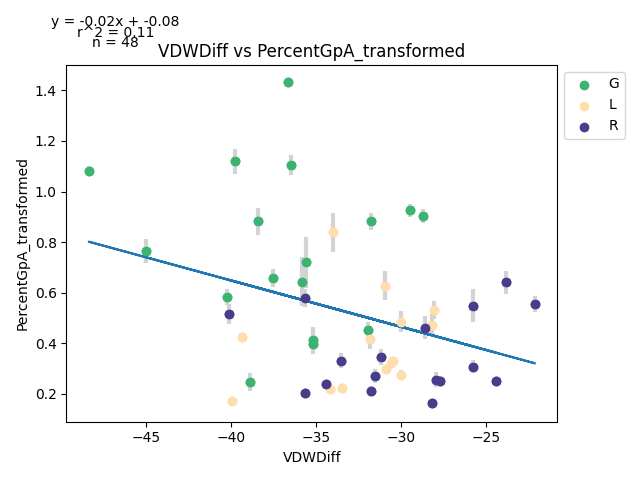 y = -0.02x + -0.08
r^2 = 0.11
n = 48
VDWDiff vs PercentGpA_transformed
G
L
R
PercentGpA_transformed
1.4
1.2
1.0
0.8
0.6
0.4
0.2
−45
−40
−35
−30
−25
VDWDiff